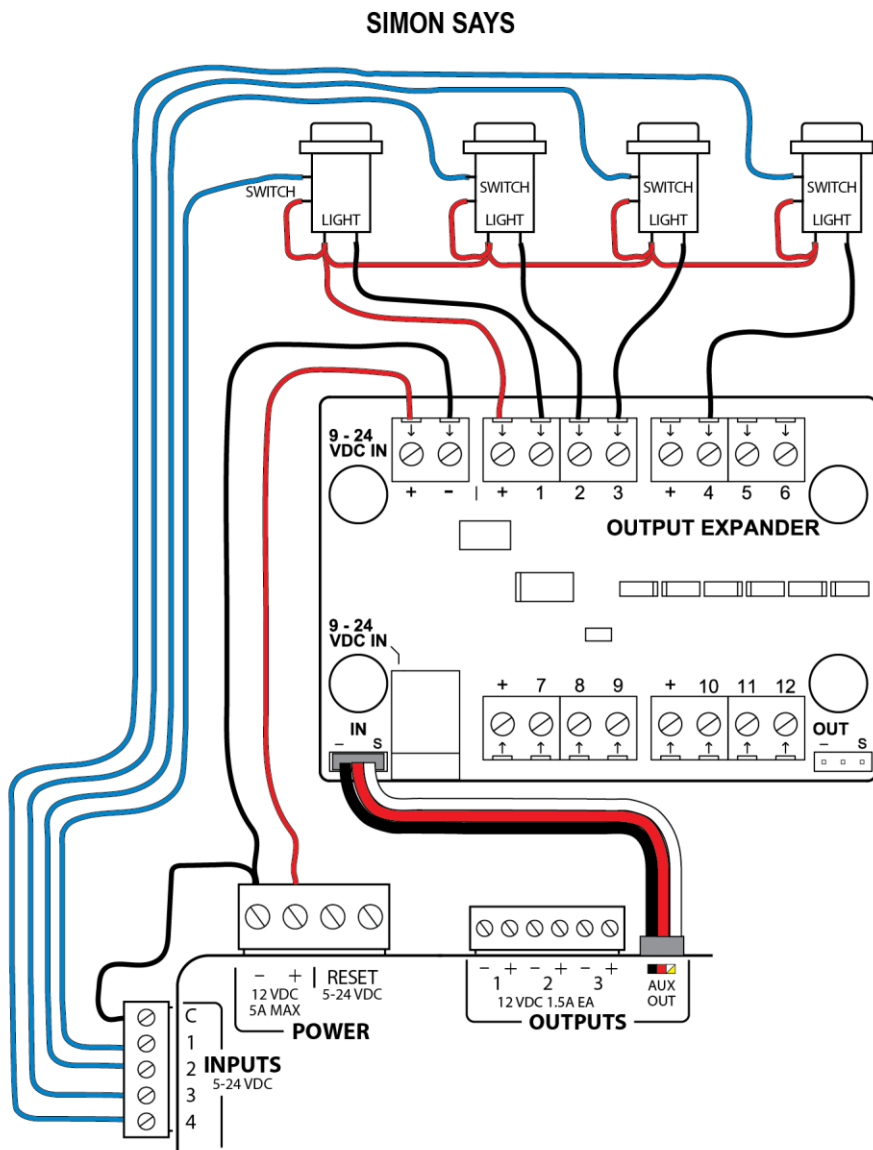 SIMON SAYS
SWITCH
SWITCH
SWITCH
SWITCH
LIGHT
LIGHT
LIGHT
LIGHT
9 - 24
VDC IN
+ - | + 1 2 3 + 4 5 6
OUTPUT EXPANDER
9 - 24
VDC IN
+ 7 8 9 + 10 11 12
IN
- S
OUT
- S
- + | RESET
12 VDC 5-24 VDC
5A MAX
POWER
- + - + - +
1 2 3
12 VDC 1.5A EA
OUTPUTS
AUX
OUT
C
1
2
3
4
INPUTS
5-24 VDC